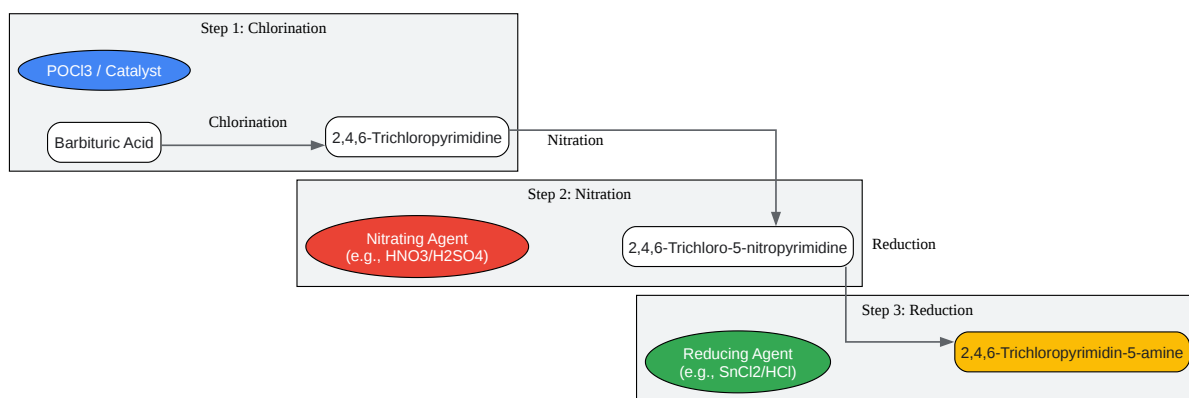 Step 1: Chlorination
POCl3 / Catalyst
Chlorination
Barbituric Acid
2,4,6-Trichloropyrimidine
Nitration
Step 2: Nitration
Nitrating Agent
(e.g., HNO3/H2SO4)
2,4,6-Trichloro-5-nitropyrimidine
Reduction
Step 3: Reduction
Reducing Agent
(e.g., SnCl2/HCl)
2,4,6-Trichloropyrimidin-5-amine